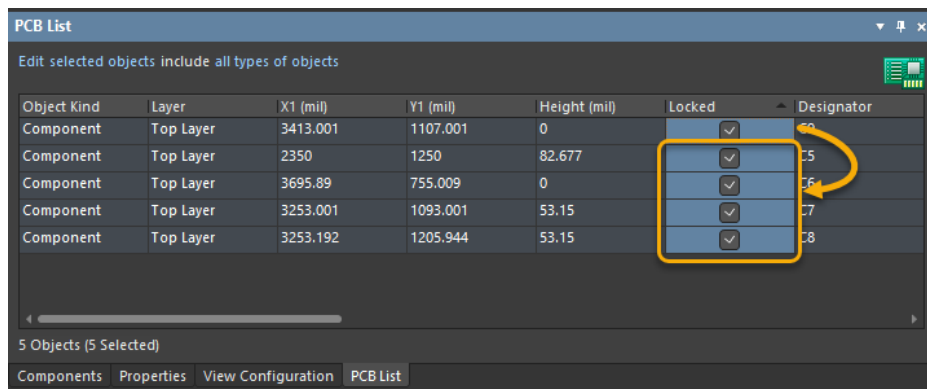 PCB List
Edit selected objects include all types of objects
Object Kind Layer X1 (mil) Y1 (mil) Height (mil) Locked Designator
Component Top Layer 3413.001 1107.001 0
Component Top Layer 2350 1250 82.677 C5
Component Top Layer 3695.89 755.009 0 C6
Component Top Layer 3253.001 1093.001 53.15 C7
Component Top Layer 3253.192 1205.944 53.15 C8
5 Objects (5 Selected)
Components Properties View Configuration PCB List